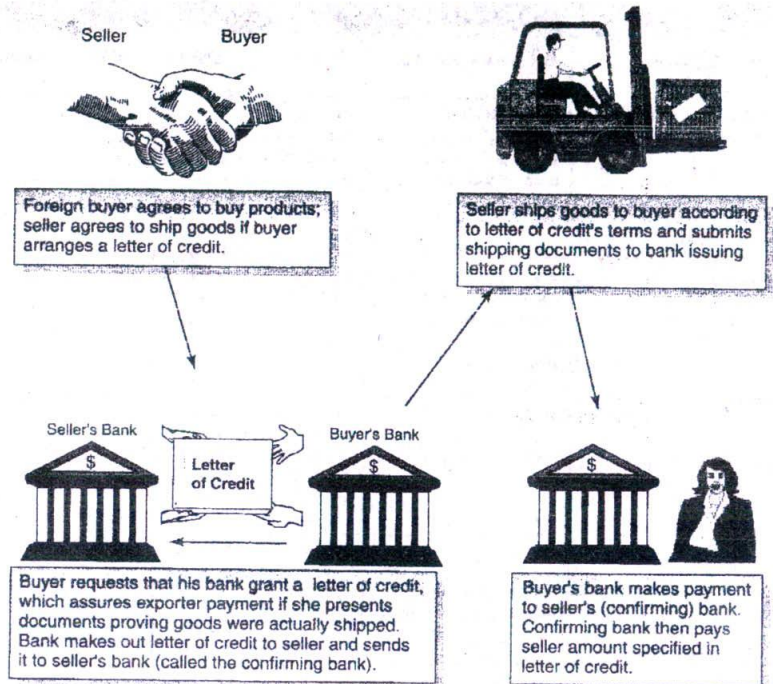 Seller
Buyer
Foreign buyer agrees to buy products;
seller agrees to ship goods if buyer
arranges a letter of credit.
Seller's Bank
$
Letter
of Credit
Buyer's Bank
$
Buyer requests that his bank grant a letter of credit,
which assures exporter payment if she presents
documents proving goods were actually shipped.
Bank makes out letter of credit to seller and sends
it to seller's bank (called the confirming bank).
Seller ships goods to buyer according
to letter of credit's terms and submits
shipping documents to bank issuing
letter of credit.
$
Buyer's bank makes payment
to seller's (confirming) bank.
Confirming bank then pays
seller amount specified in
letter of credit.